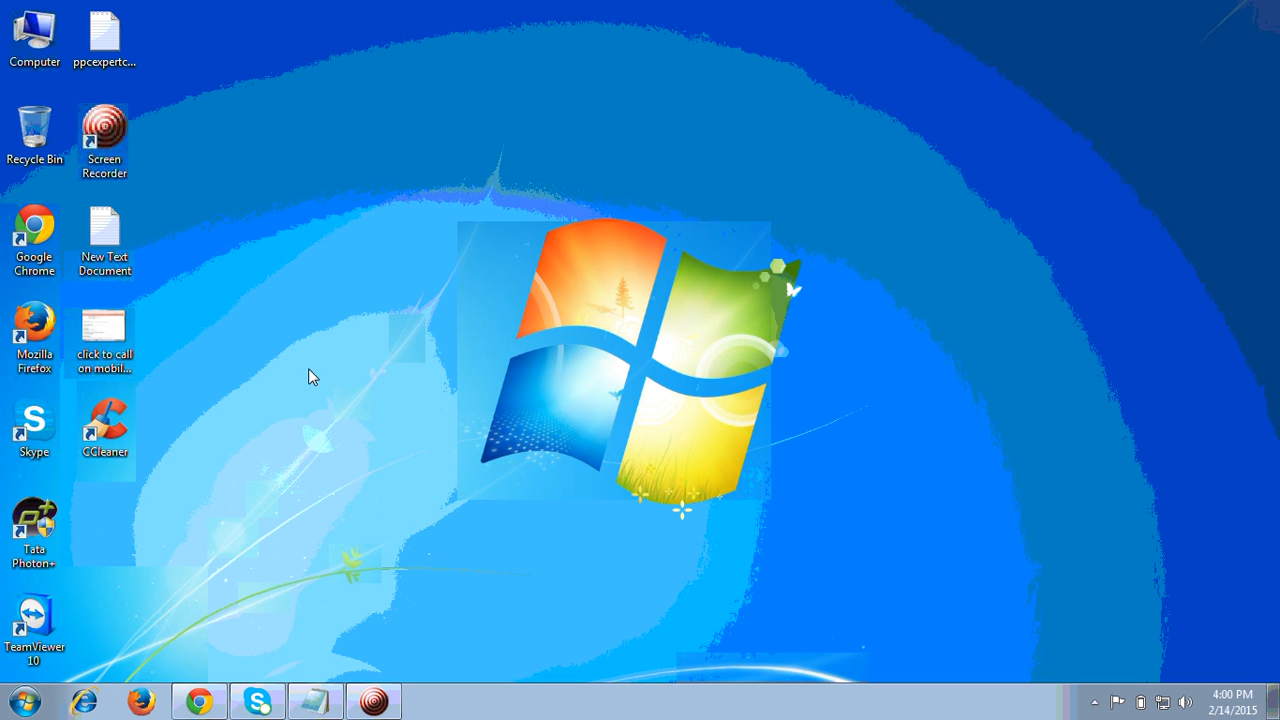 Computer
ppcexpertc...
Recycle Bin
Screen
Recorder
Google
Chrome
New Text
Document
Mozilla
Firefox
click to call
on mobil...
Skype
CCleaner
Tata
Photon+
TeamViewer
10
4:00 PM
2/14/2015